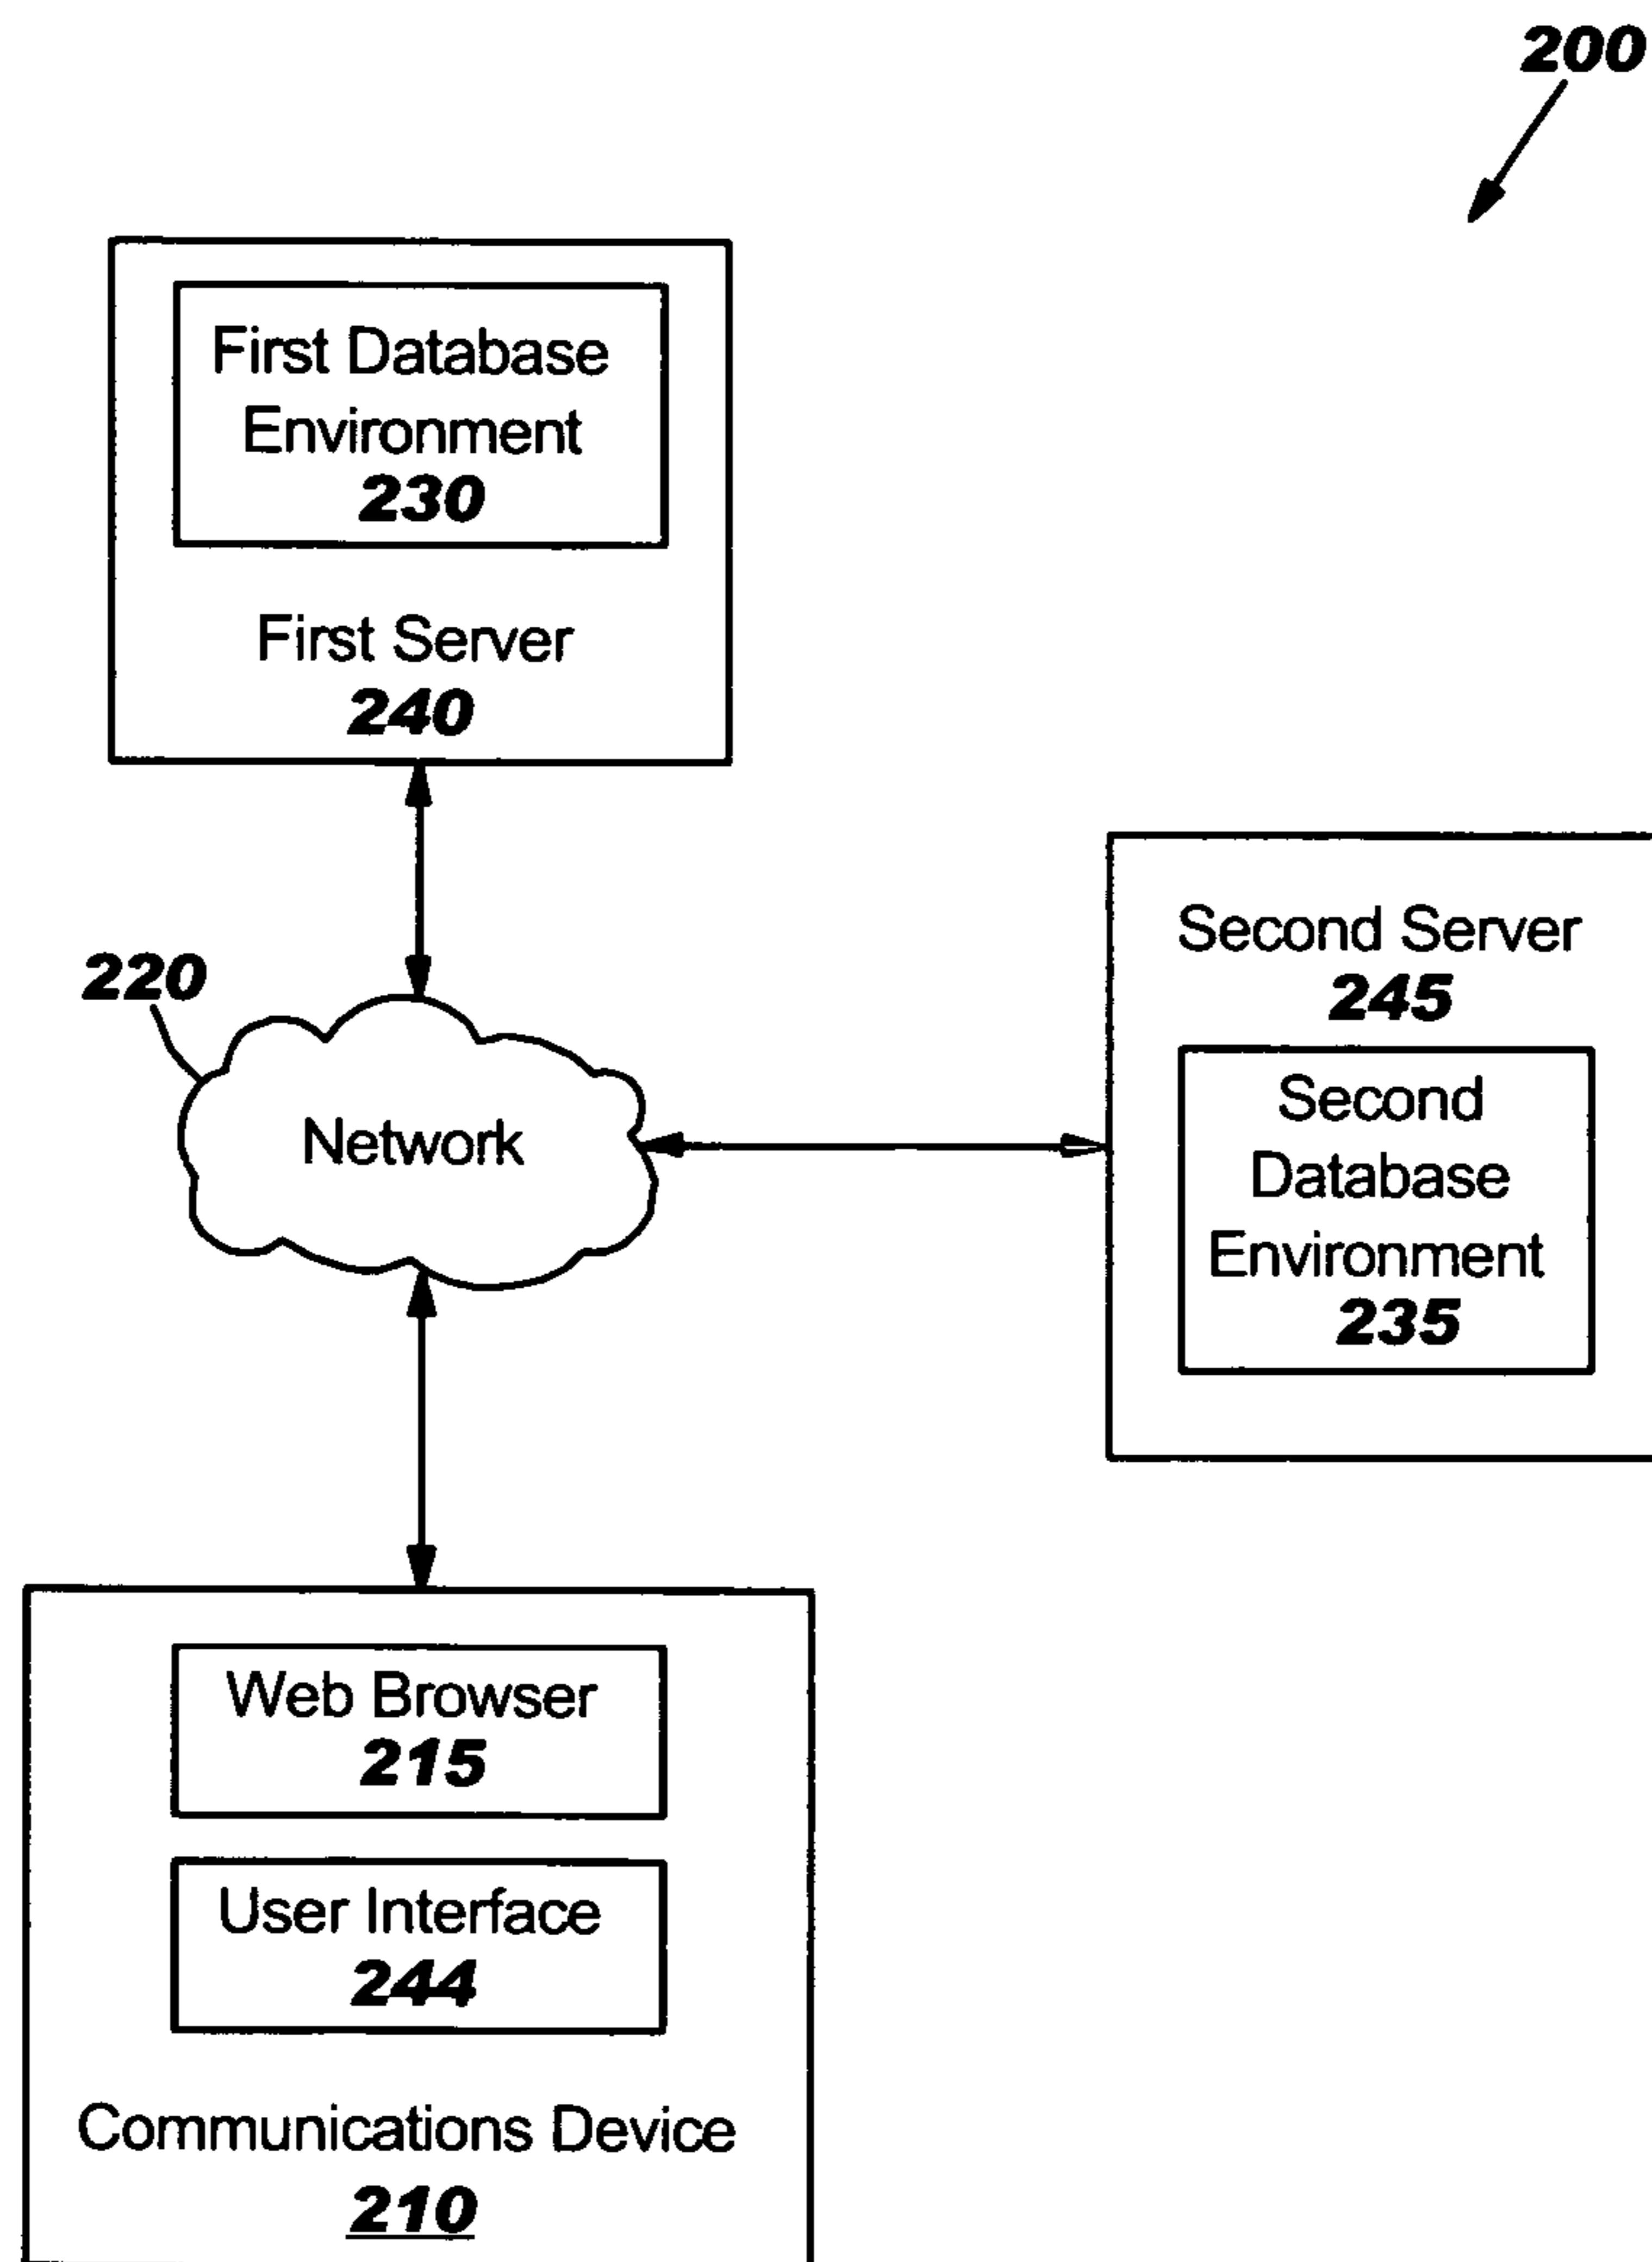 200
First Database
Environment
230
First Server
240
220
Network
Second Server
245
Second
Database
Environment
235
Web Browser
215
User Interface
244
Communications Device
210